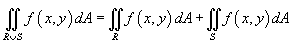 ∬_{R∪S} f(x,y)dA = ∬_R f(x,y)dA + ∬_S f(x,y)dA